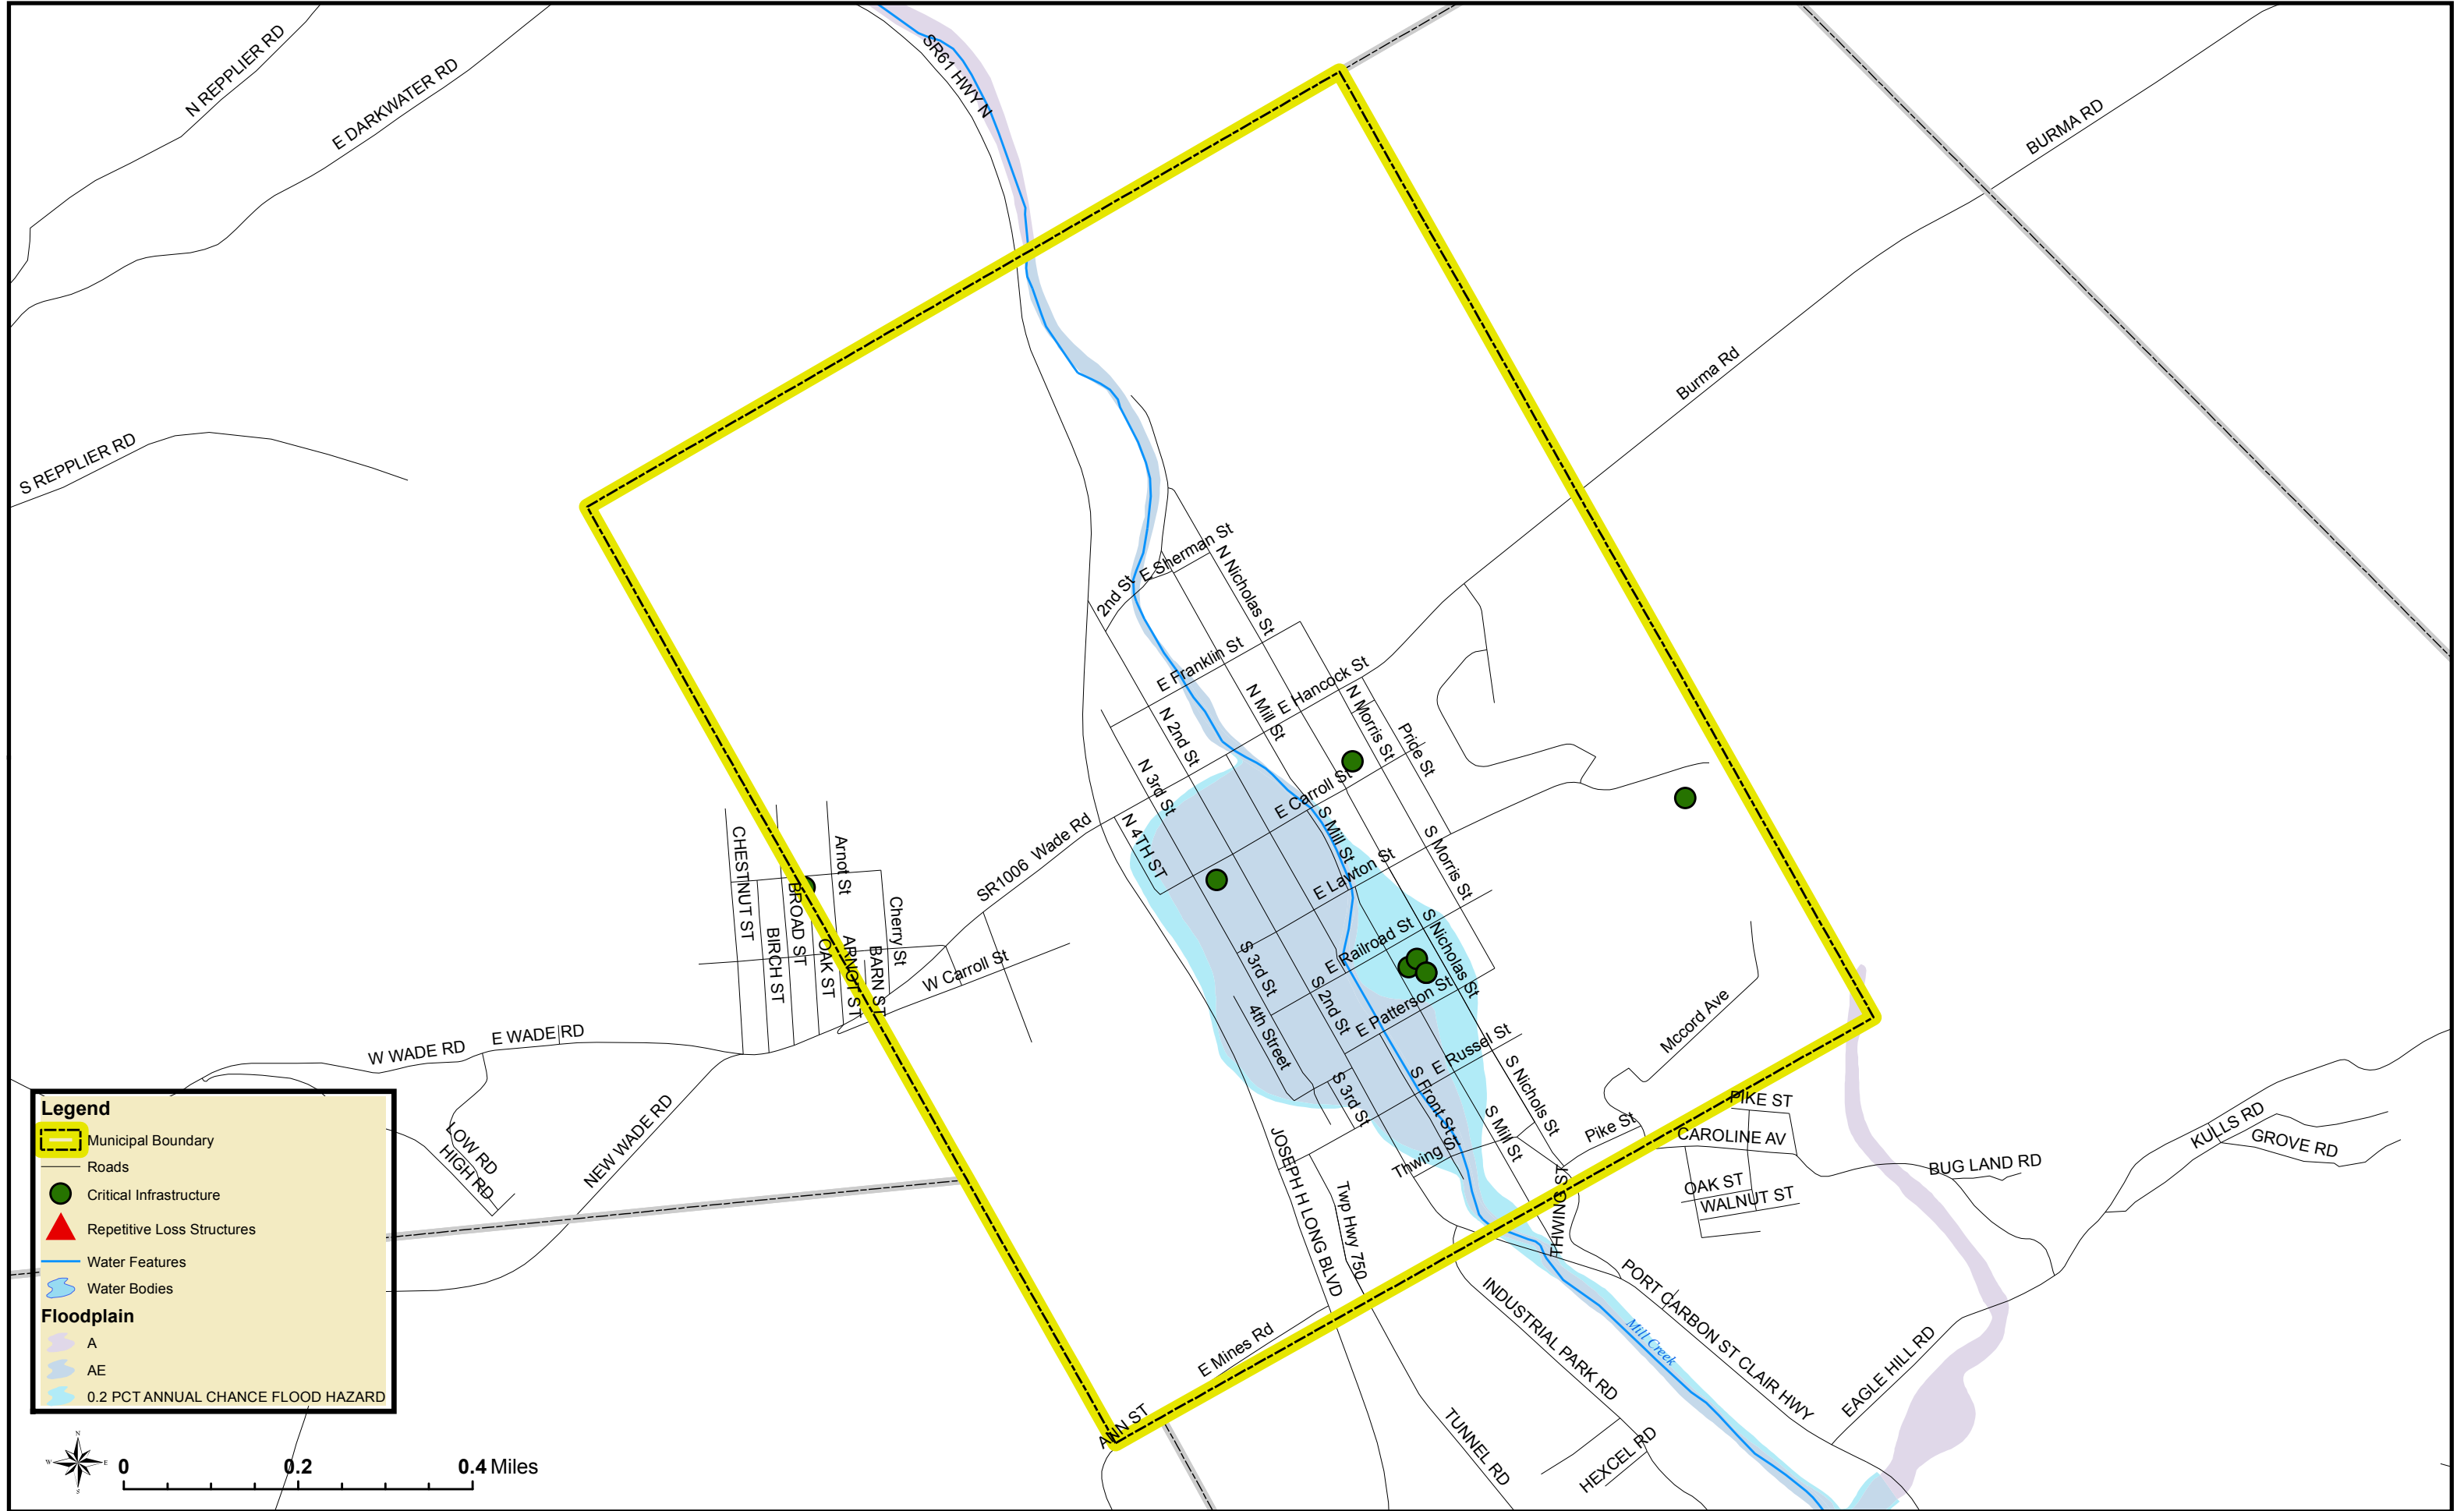 N REPPLIER RD
E DARKWATER RD
SR61 HWY N
BURMA RD
S REPPLIER RD
Burma Rd
E Sherman St
2nd St
N Nicholas St
E Franklin St
E Hancock St
N Mill St
N Morris St
N 2nd St
Pride St
N 3rd St
E Carroll St
S Mill St
N 4TH ST
SR1006 Wade Rd
S Morris St
E Lawton St
CHESTNUT ST
BROAD ST
Arnot St
Cherry St
BIRCH ST
OAK ST
ARNOT ST
BARN ST
W Carroll St
E Railroad St
S Nicholas St
S 3rd St
S 2nd St
E Patterson St
4th Street
E Russel St
Mccord Ave
W WADE RD
E WADE RD
NEW WADE RD
LOW RD
HIGH RD
S 3rd St
S Front St
S Nichols St
S Mill St
Thwing St
Pike St
PIKE ST
CAROLINE AV
OAK ST
WALNUT ST
BUG LAND RD
KULLS RD
GROVE RD
THWING ST
JOSEPH H LONG BLVD
Twp Hwy 750
E Mines Rd
ANN ST
INDUSTRIAL PARK RD
PORT CARBON ST CLAIR HWY
Mill Creek
EAGLE HILL RD
TUNNEL RD
HEXCEL RD
Legend
Municipal Boundary
Roads
Critical Infrastructure
Repetitive Loss Structures
Water Features
Water Bodies
Floodplain
A
AE
0.2 PCT ANNUAL CHANCE FLOOD HAZARD
N
W E
S
0 0.2 0.4 Miles